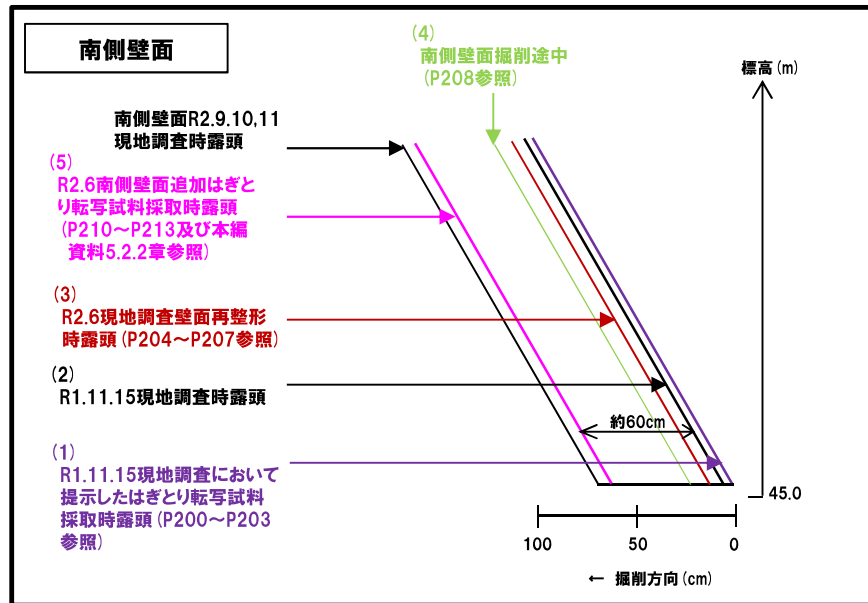 南側壁面
(4)
南側壁面掘削途中
(P208参照)
標高(m)
南側壁面R2.9.10,11
現地調査時露頭
(5)
R2.6南側壁面追加はぎと
り転写試料採取時露頭
(P210～P213及び本編
資料5.2.2章参照)
(3)
R2.6現地調査壁面再整形
時露頭(P204～P207参照)
(2)
R1.11.15現地調査時露頭
約60cm
(1)
R1.11.15現地調査において
提示したはぎとり転写試料
採取時露頭(P200～P203
参照)
45.0
100 50 0
← 掘削方向(cm)